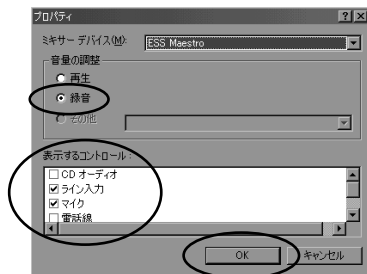 プロパティ
ミキサー デバイス(M): ESS Maestro
音量の調整
再生
録音
その他
表示するコントロール:
CD オーディオ
ライン入力
マイク
電話線
OK キャンセル